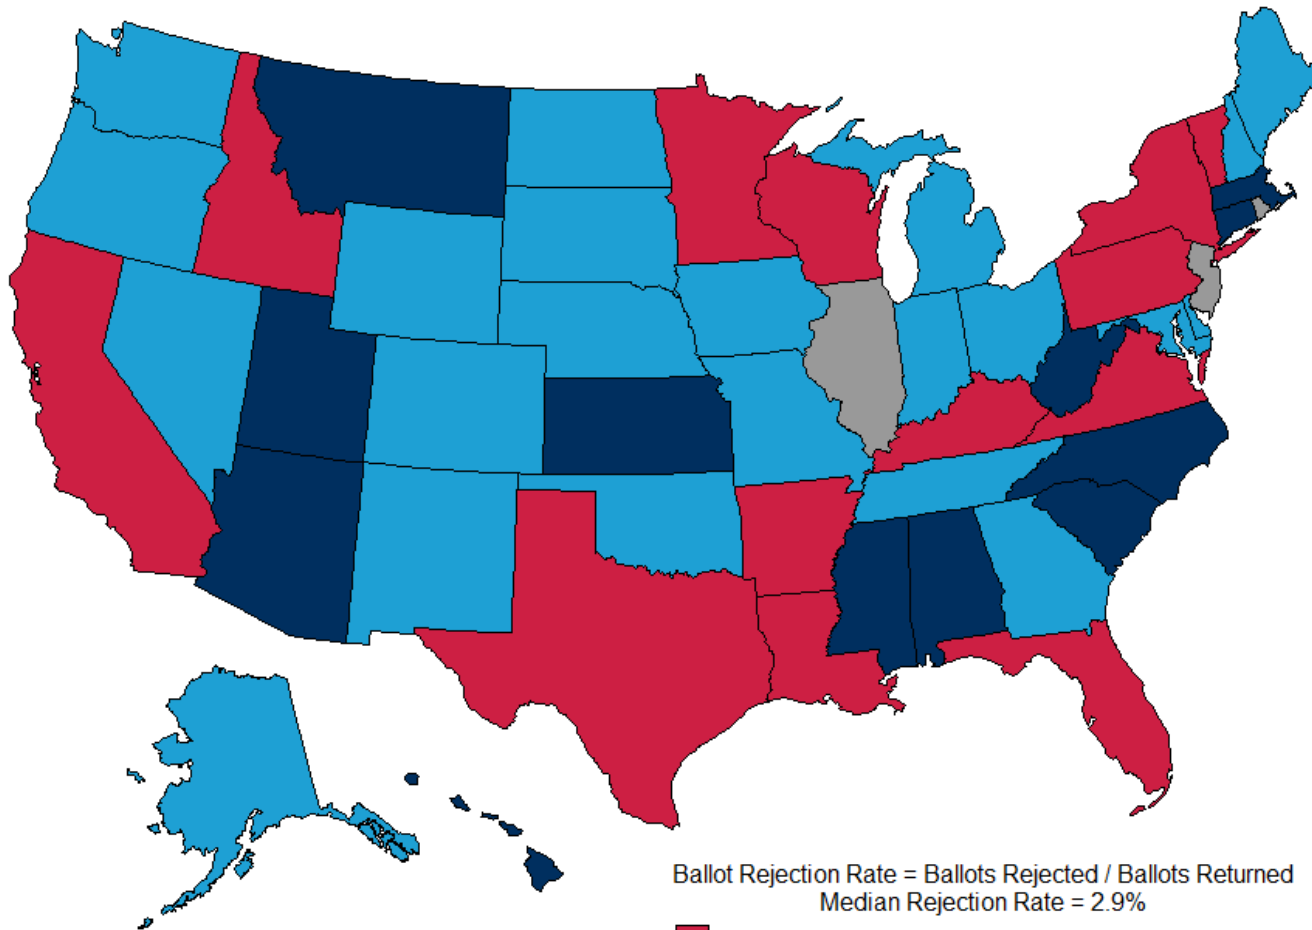 Ballot Rejection Rate = Ballots Rejected / Ballots Returned
Median Rejection Rate = 2.9%